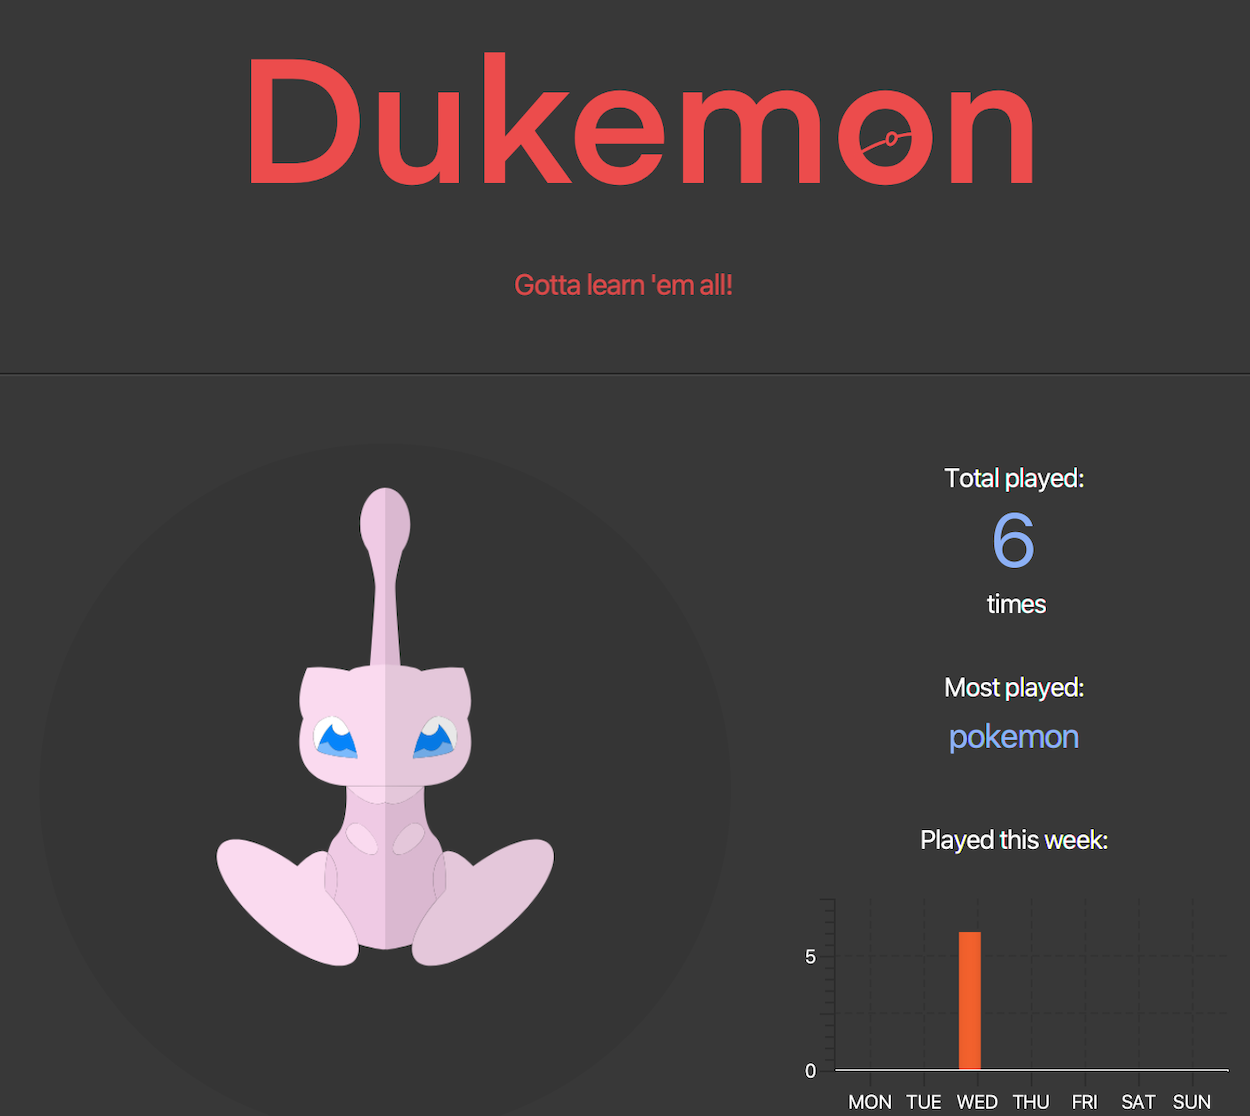 Dukemon
Gotta learn 'em all!
Total played:
6
times
Most played:
pokemon
Played this week:
5
0
MON TUE WED THU FRI SAT SUN